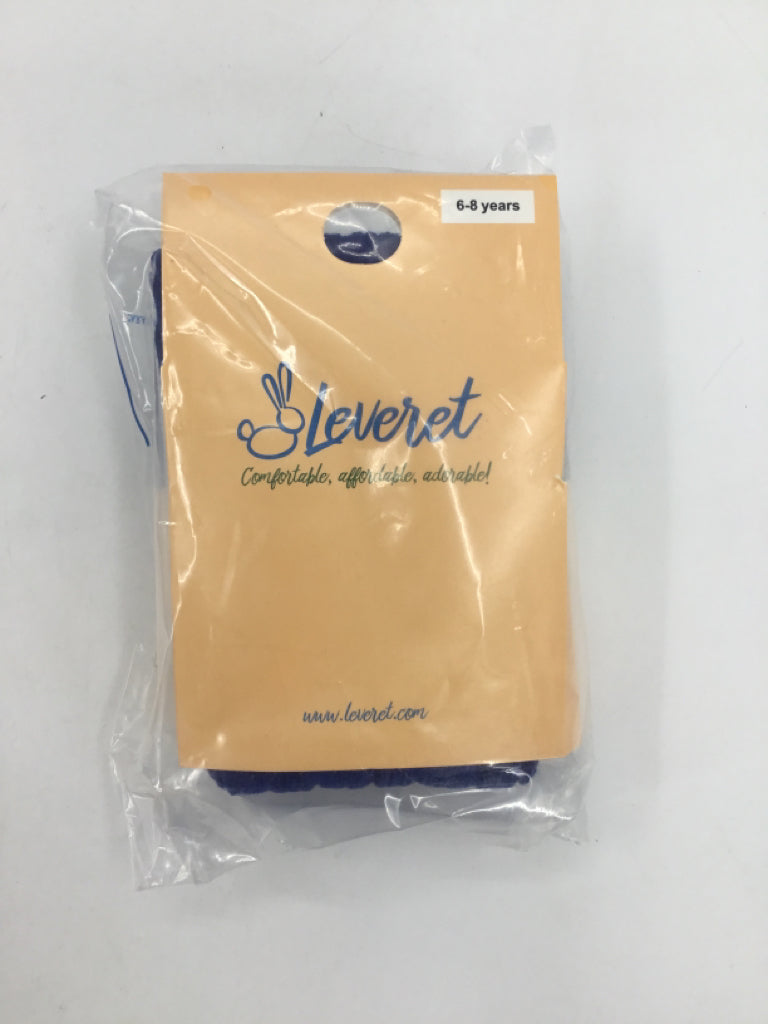 6-8 years
Leveret
Comfortable, affordable, adorable!
www.leveret.com